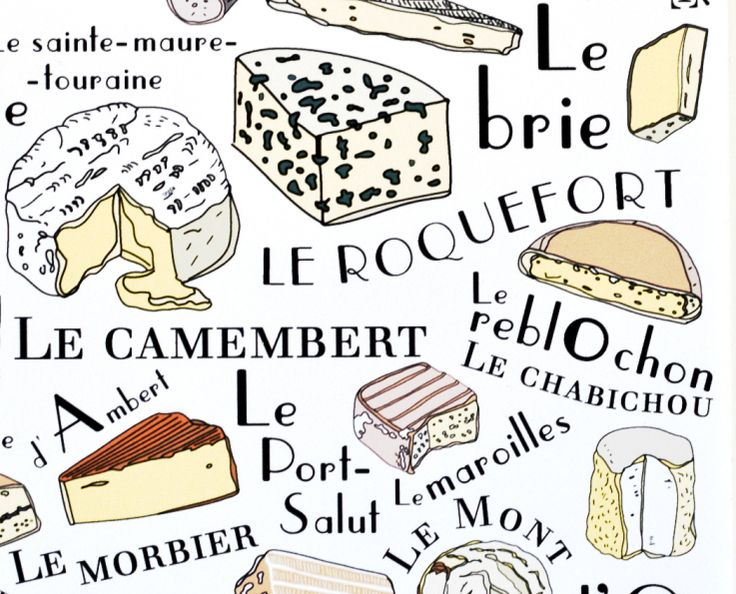 Le sainte-maure-
-touraine
e
Le
brie
LE ROQUEFORT
LE CAMEMBERT
Le
reblochon
LE CHABICHOU
e d'Ambert
Le
Port-
Salut
Le maroilles
LE MORBIER
LE MONT